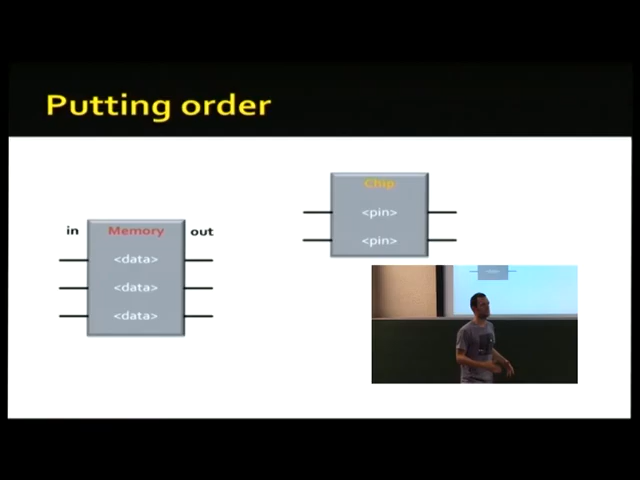 Putting order
Chip
<pin>
<pin>
in Memory out
<data>
<data>
<data>